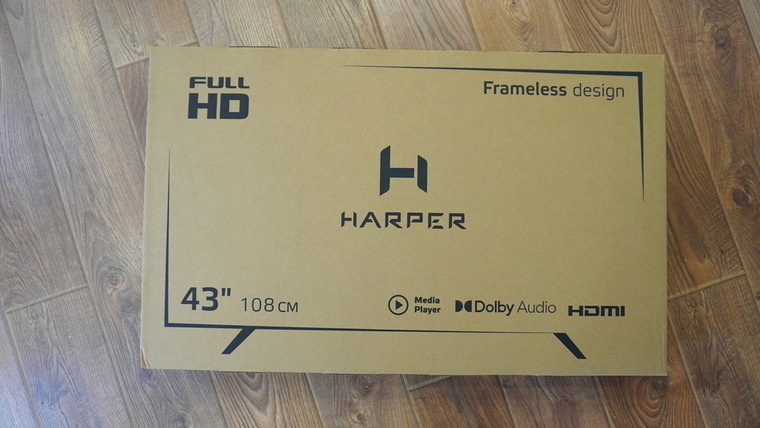 FULL
HD
Frameless design
HARPER
43" 108 см
Media
Player
Dolby Audio
HDMI